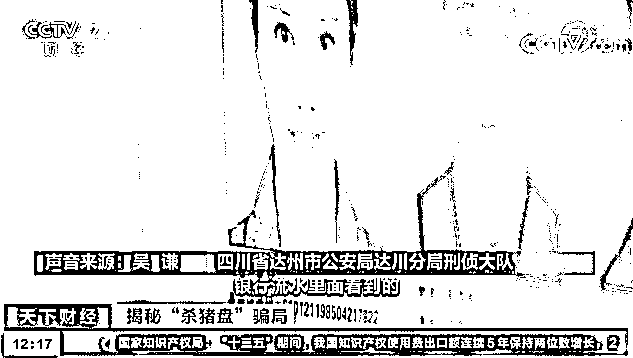 CCTV
财经
CCTV.com
声音来源：吴 谦 四川省达州市公安局达川分局刑侦大队
银行流水里面看到的
天下财经 揭秘“杀猪盘”骗局
12:17 国家知识产权局：“十三五”期间，我国知识产权使用费出口额连续5年保持两位数增长。 2